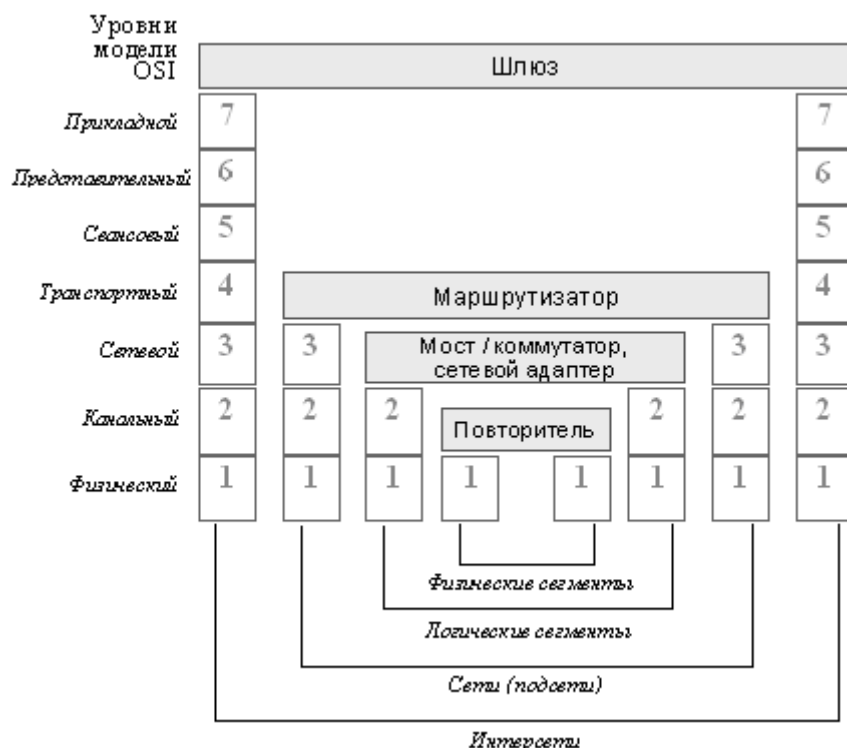 Уровни
модели
OSI
Шлюз
Прикладной 7 7
Представительный 6 6
Сеансовый 5 5
Транспортный 4 Маршрутизатор 4
Сетевой 3 3 Мост / коммутатор, 3 3
сетевой адаптер
Канальный 2 2 2 Повторитель 2 2 2
Физический 1 1 1 1 1 1 1 1
Физические сегменты
Логические сегменты
Сети (подсети)
Интерсети